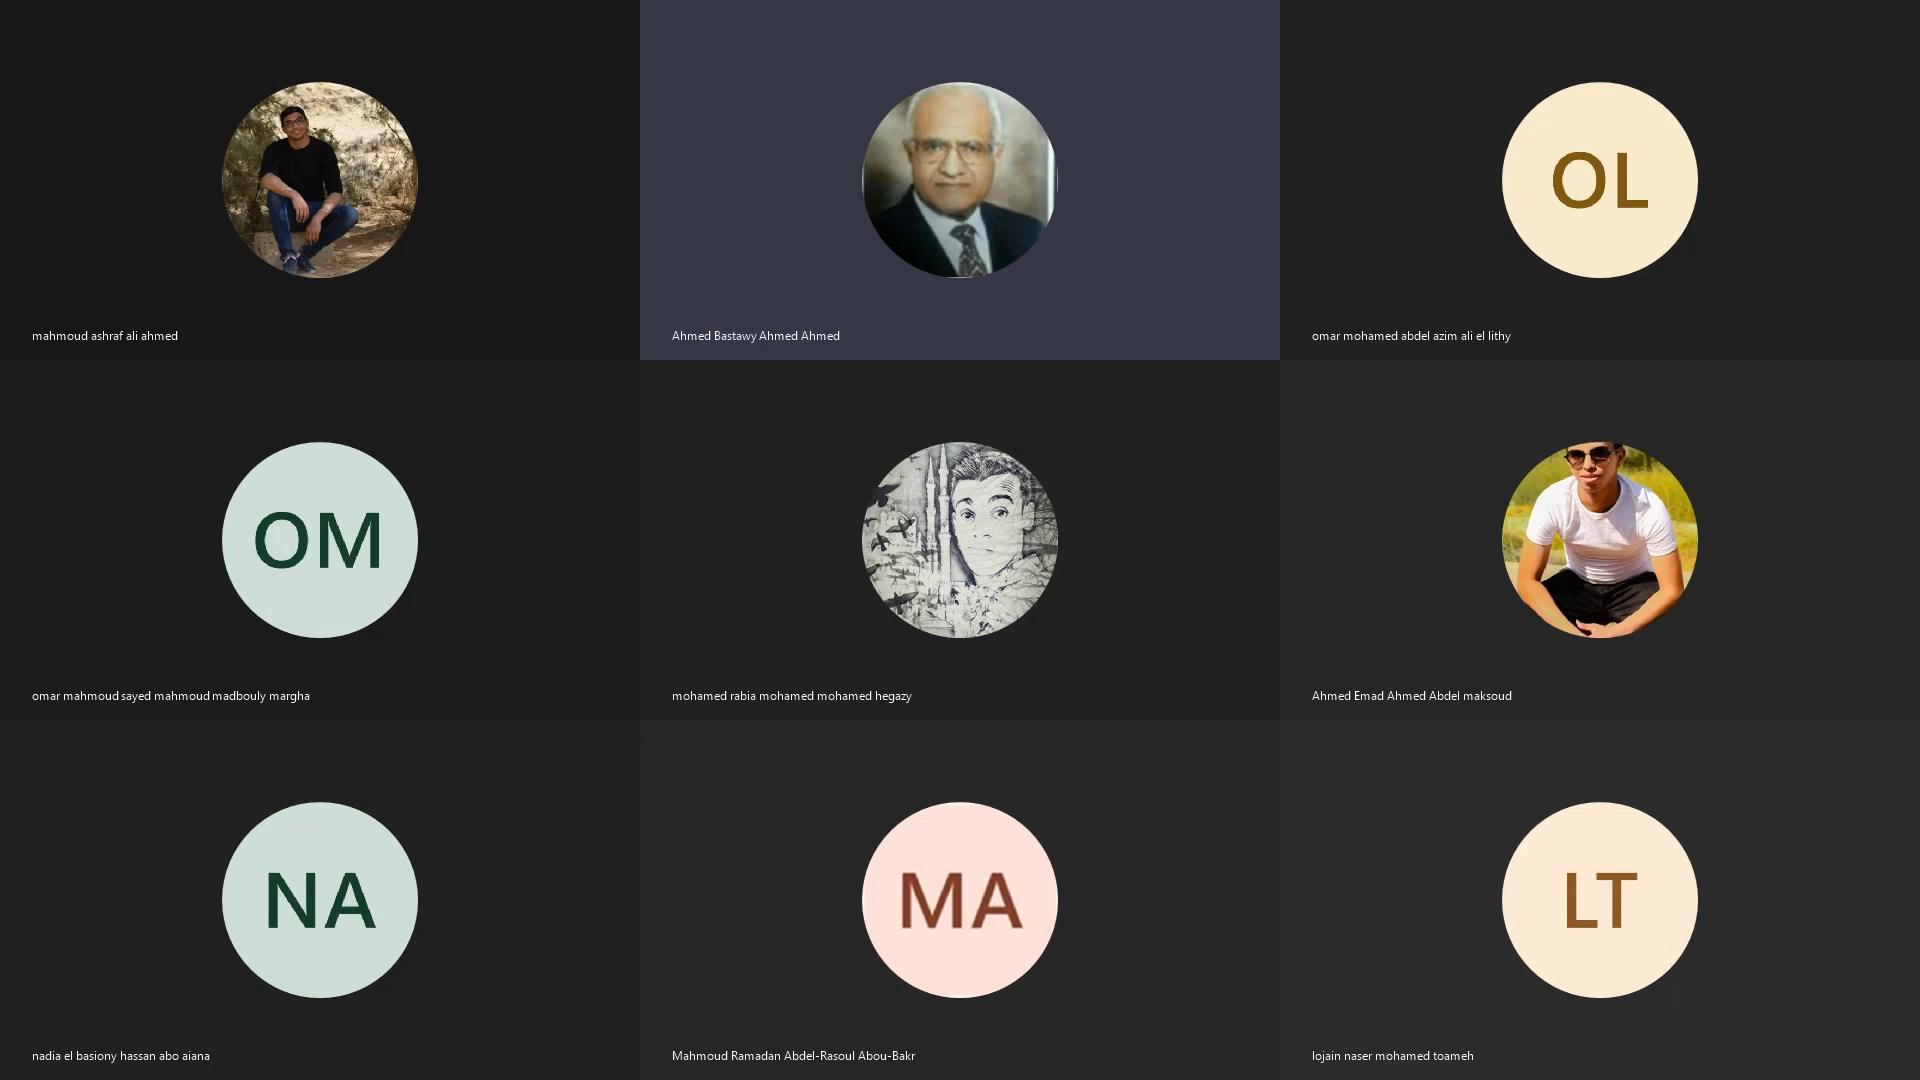 mahmoud ashraf ali ahmed
Ahmed Bastawy Ahmed Ahmed
OL
omar mohamed abdel azim ali el lithy
OM
omar mahmoud sayed mahmoud madbouly margha
mohamed rabia mohamed mohamed hegazy
Ahmed Emad Ahmed Abdel maksoud
NA
nadia el basiony hassan abo aiana
MA
Mahmoud Ramadan Abdel-Rasoul Abou-Bakr
LT
lojain naser mohamed toameh